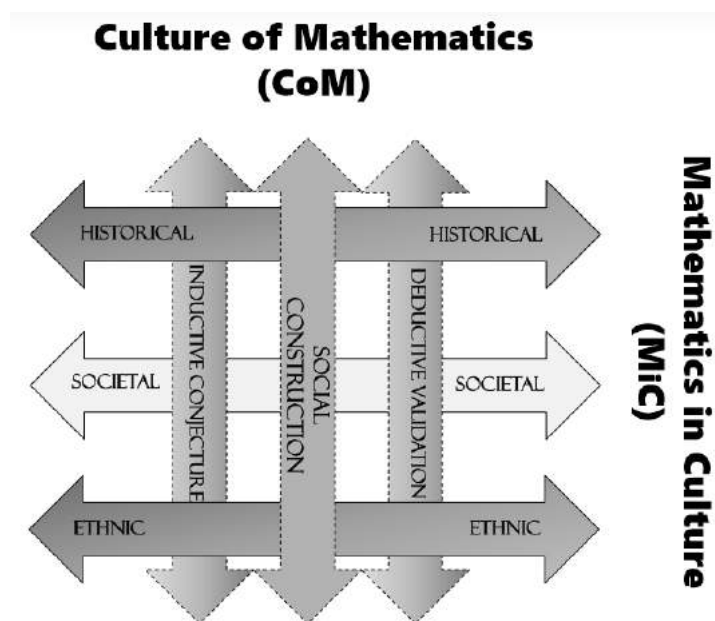 Culture of Mathematics
(CoM)
HISTORICAL
HISTORICAL
INDUCTIVE CONJECTURE
SOCIAL
CONSTRUCTION
DEDUCTIVE VALIDATION
SOCIETAL
SOCIETAL
ETHNIC
ETHNIC
Mathematics in Culture
(MiC)